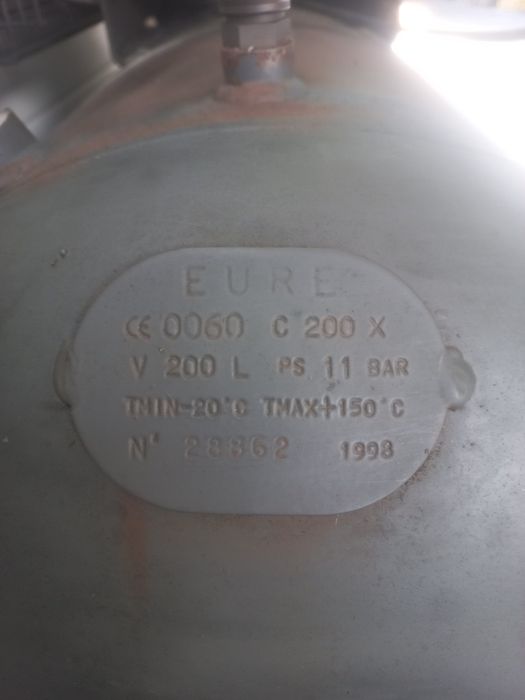 EURE
CE 0060 C 200 X
V 200 L PS 11 BAR
TMIN-20°C TMAX+150°C
N° 28862 1998